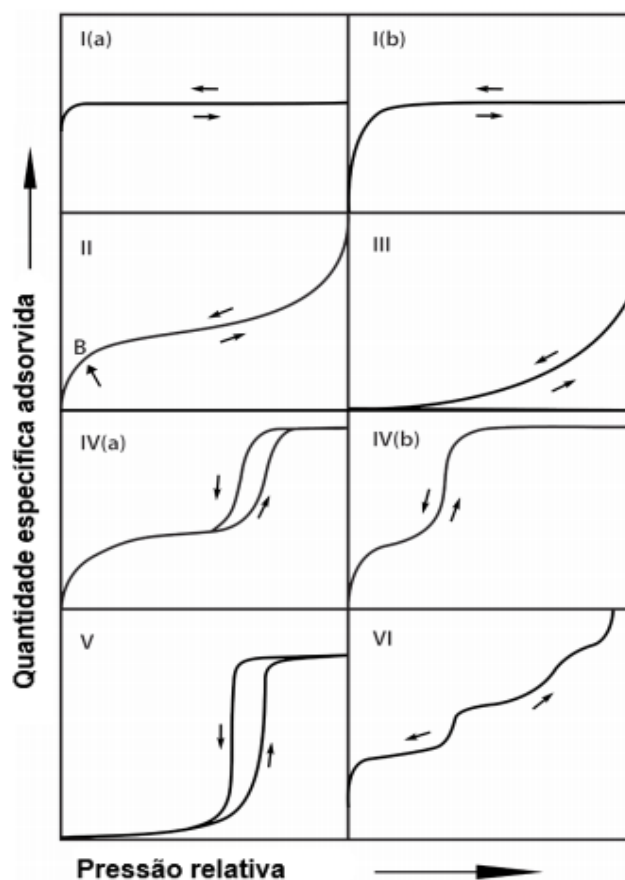 I(a)
I(b)
II
III
B
IV(a)
IV(b)
V
VI
Quantidade específica adsorvida
Pressão relativa